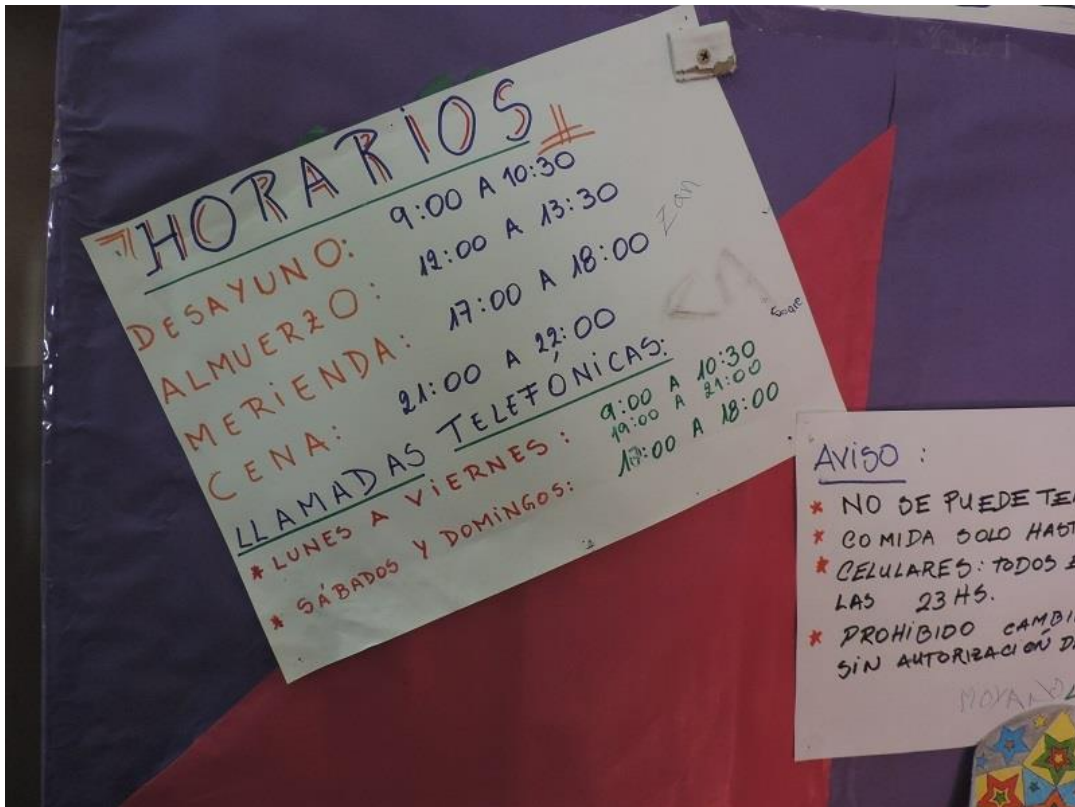 HORARIOS
DESAYUNO: 9:00 A 10:30
ALMUERZO: 12:00 A 13:30
MERIENDA: 17:00 A 18:00
CENA: 21:00 A 22:00
LLAMADAS TELEFÓNICAS:
* LUNES A VIERNES: 9:00 A 10:30
19:00 A 21:00
* SÁBADOS Y DOMINGOS: 17:00 A 18:00
Zan
AVISO:
* NO SE PUEDE
* COMIDA SOLO
* CELULARES: TODOS
LAS 23 HS.
* PROHIBIDO
SIN AUTORIZACIÓN